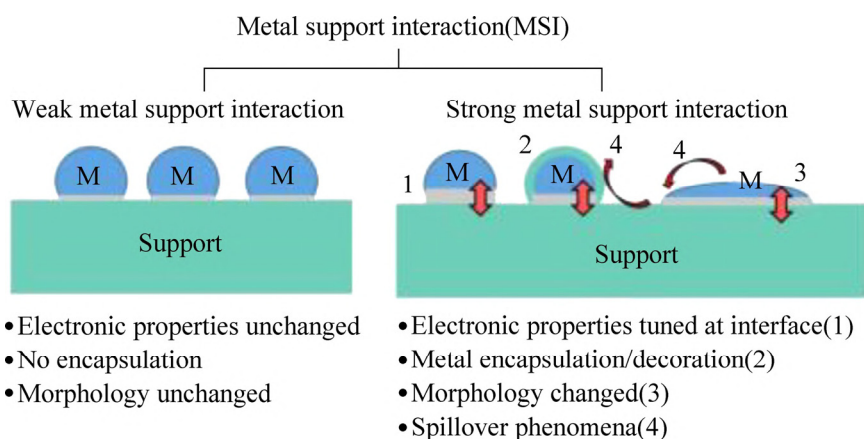 Metal support interaction(MSI)
Weak metal support interaction
Strong metal support interaction
M
M
M
Support
1
M
2
M
4
4
M
3
Support
•Electronic properties unchanged
•No encapsulation
•Morphology unchanged
•Electronic properties tuned at interface(1)
•Metal encapsulation/decoration(2)
•Morphology changed(3)
•Spillover phenomena(4)